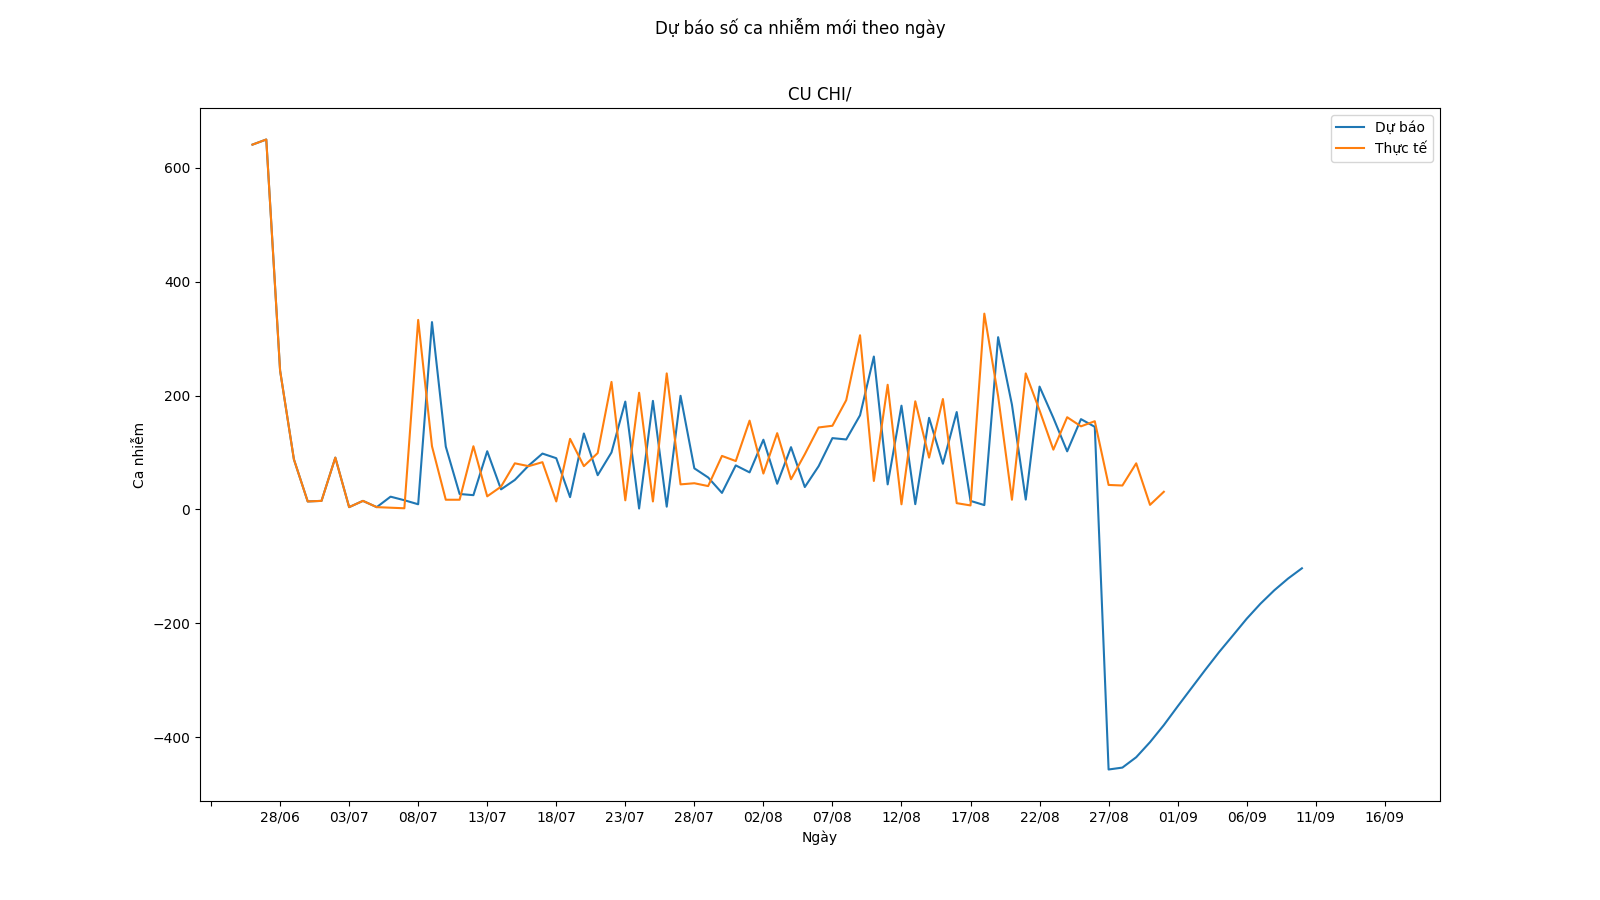 Dự báo số ca nhiễm mới theo ngày
CU CHI/
Dự báo
Thực tế
600
400
200
0
−200
−400
Ca nhiễm
28/06 03/07 08/07 13/07 18/07 23/07 28/07 02/08 07/08 12/08 17/08 22/08 27/08 01/09 06/09 11/09 16/09
Ngày